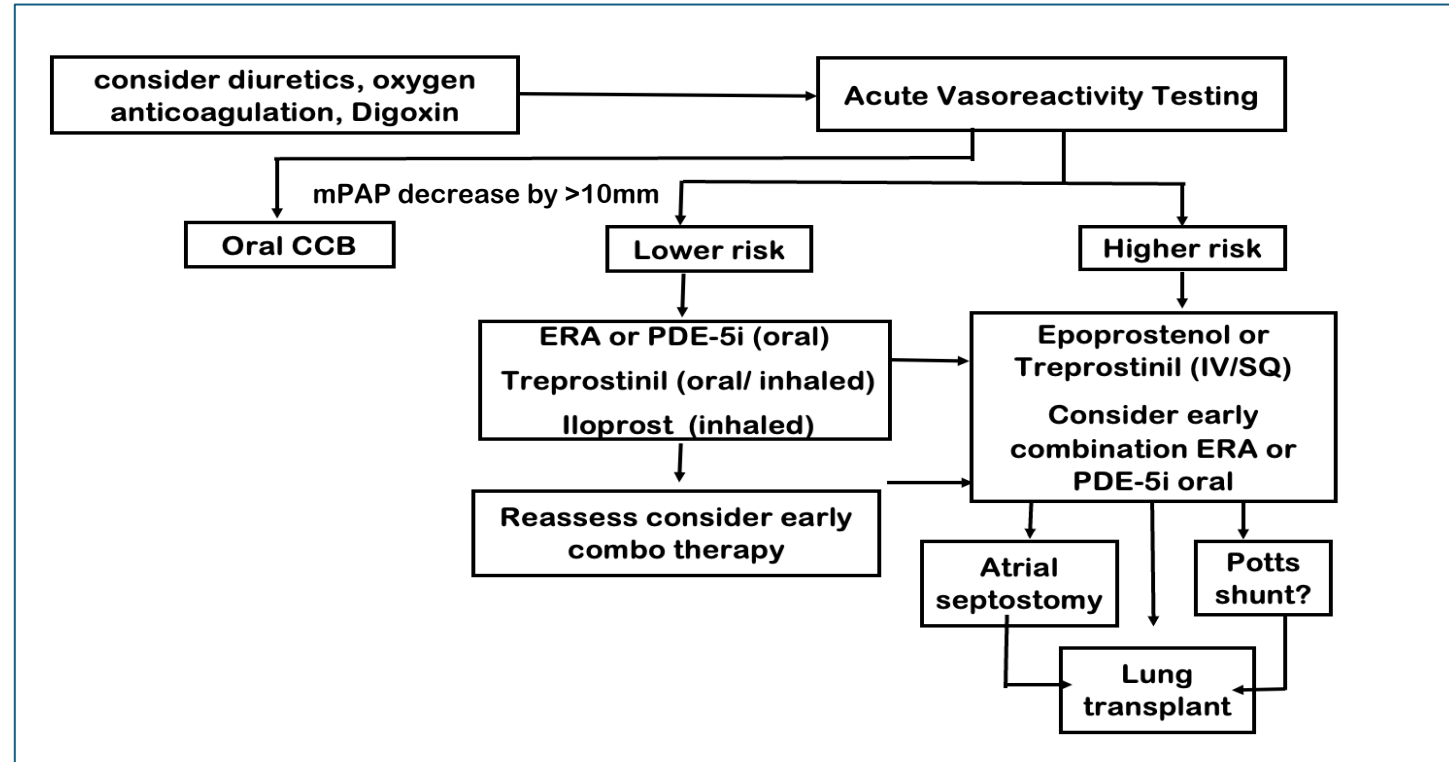 consider diuretics, oxygen
anticoagulation, Digoxin
Acute Vasoreactivity Testing
mPAP decrease by >10mm
Oral CCB
Lower risk
Higher risk
ERA or PDE-5i (oral)
Treprostinil (oral/ inhaled)
Iloprost (inhaled)
Epoprostenol or
Treprostinil (IV/SQ)
Consider early
combination ERA or
PDE-5i oral
Reassess consider early
combo therapy
Atrial
septostomy
Potts
shunt?
Lung
transplant